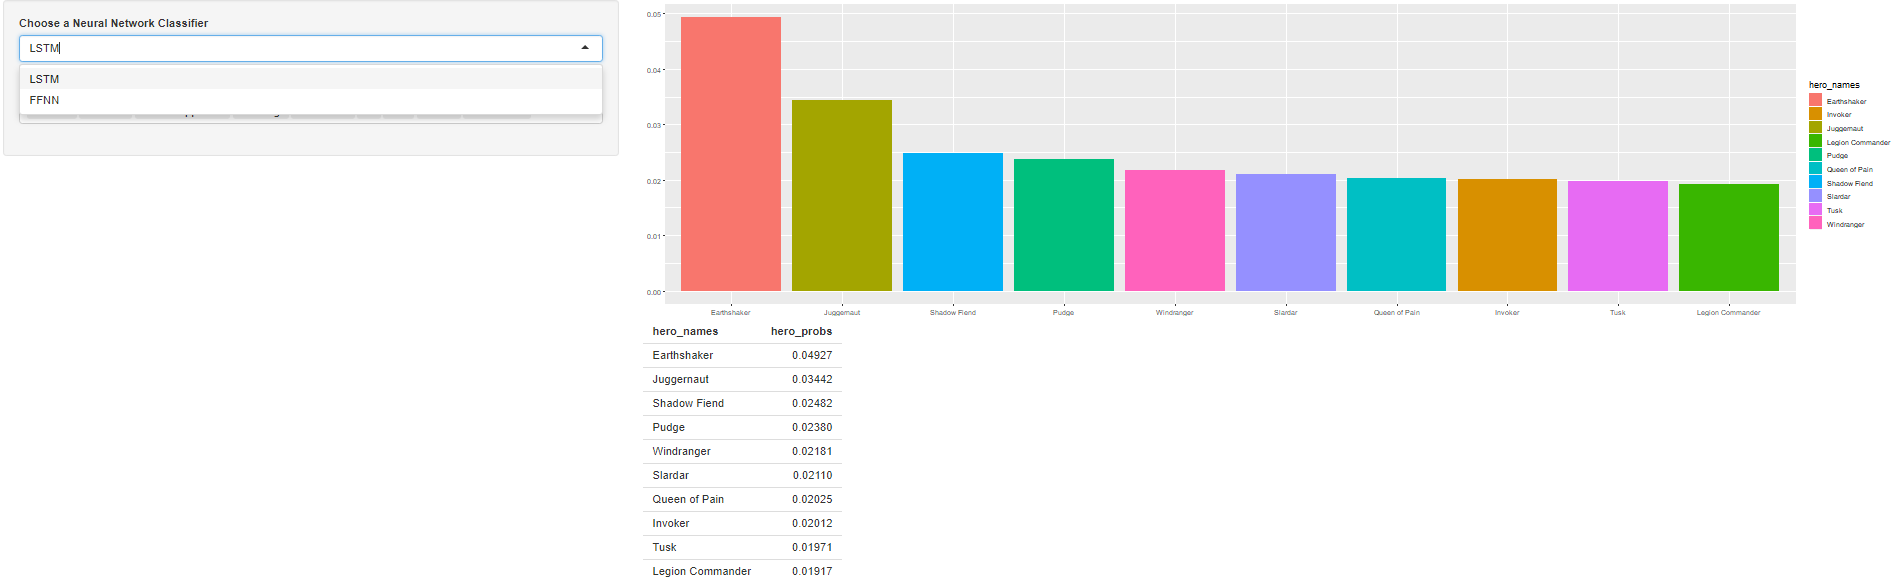 Choose a Neural Network Classifier
LSTM
LSTM
FFNN
0.05
0.04
0.03
0.02
0.01
0.00
Earthshaker
Juggernaut
Shadow Fiend
Pudge
Windranger
Slardar
Queen of Pain
Invoker
Tusk
Legion Commander
hero_names
Earthshaker
Invoker
Juggernaut
Legion Commander
Pudge
Queen of Pain
Shadow Fiend
Slardar
Tusk
Windranger
hero_names hero_probs
Earthshaker 0.04927
Juggernaut 0.03442
Shadow Fiend 0.02482
Pudge 0.02380
Windranger 0.02181
Slardar 0.02110
Queen of Pain 0.02025
Invoker 0.02012
Tusk 0.01971
Legion Commander 0.01917